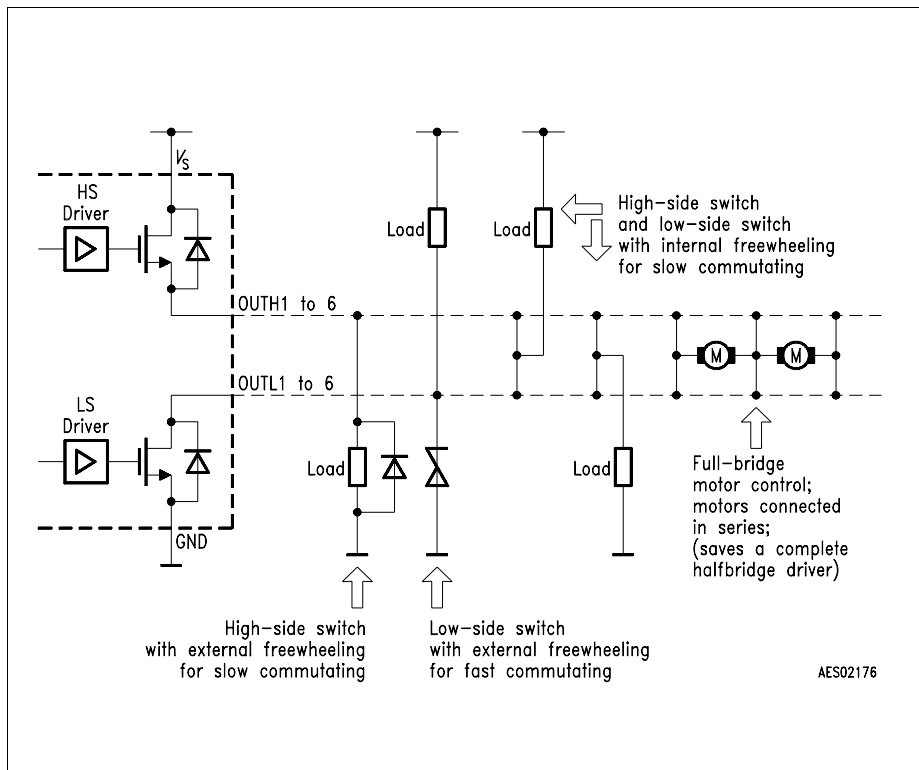 V_S
HS
Driver
OUTH1 to 6
LS
Driver
OUTL1 to 6
GND
Load
Load
Load
Load
High-side switch
and low-side switch
with internal freewheeling
for slow commutating
M
M
Full-bridge
motor control;
motors connected
in series;
(saves a complete
halfbridge driver)
High-side switch
with external freewheeling
for slow commutating
Low-side switch
with external freewheeling
for fast commutating
AES02176